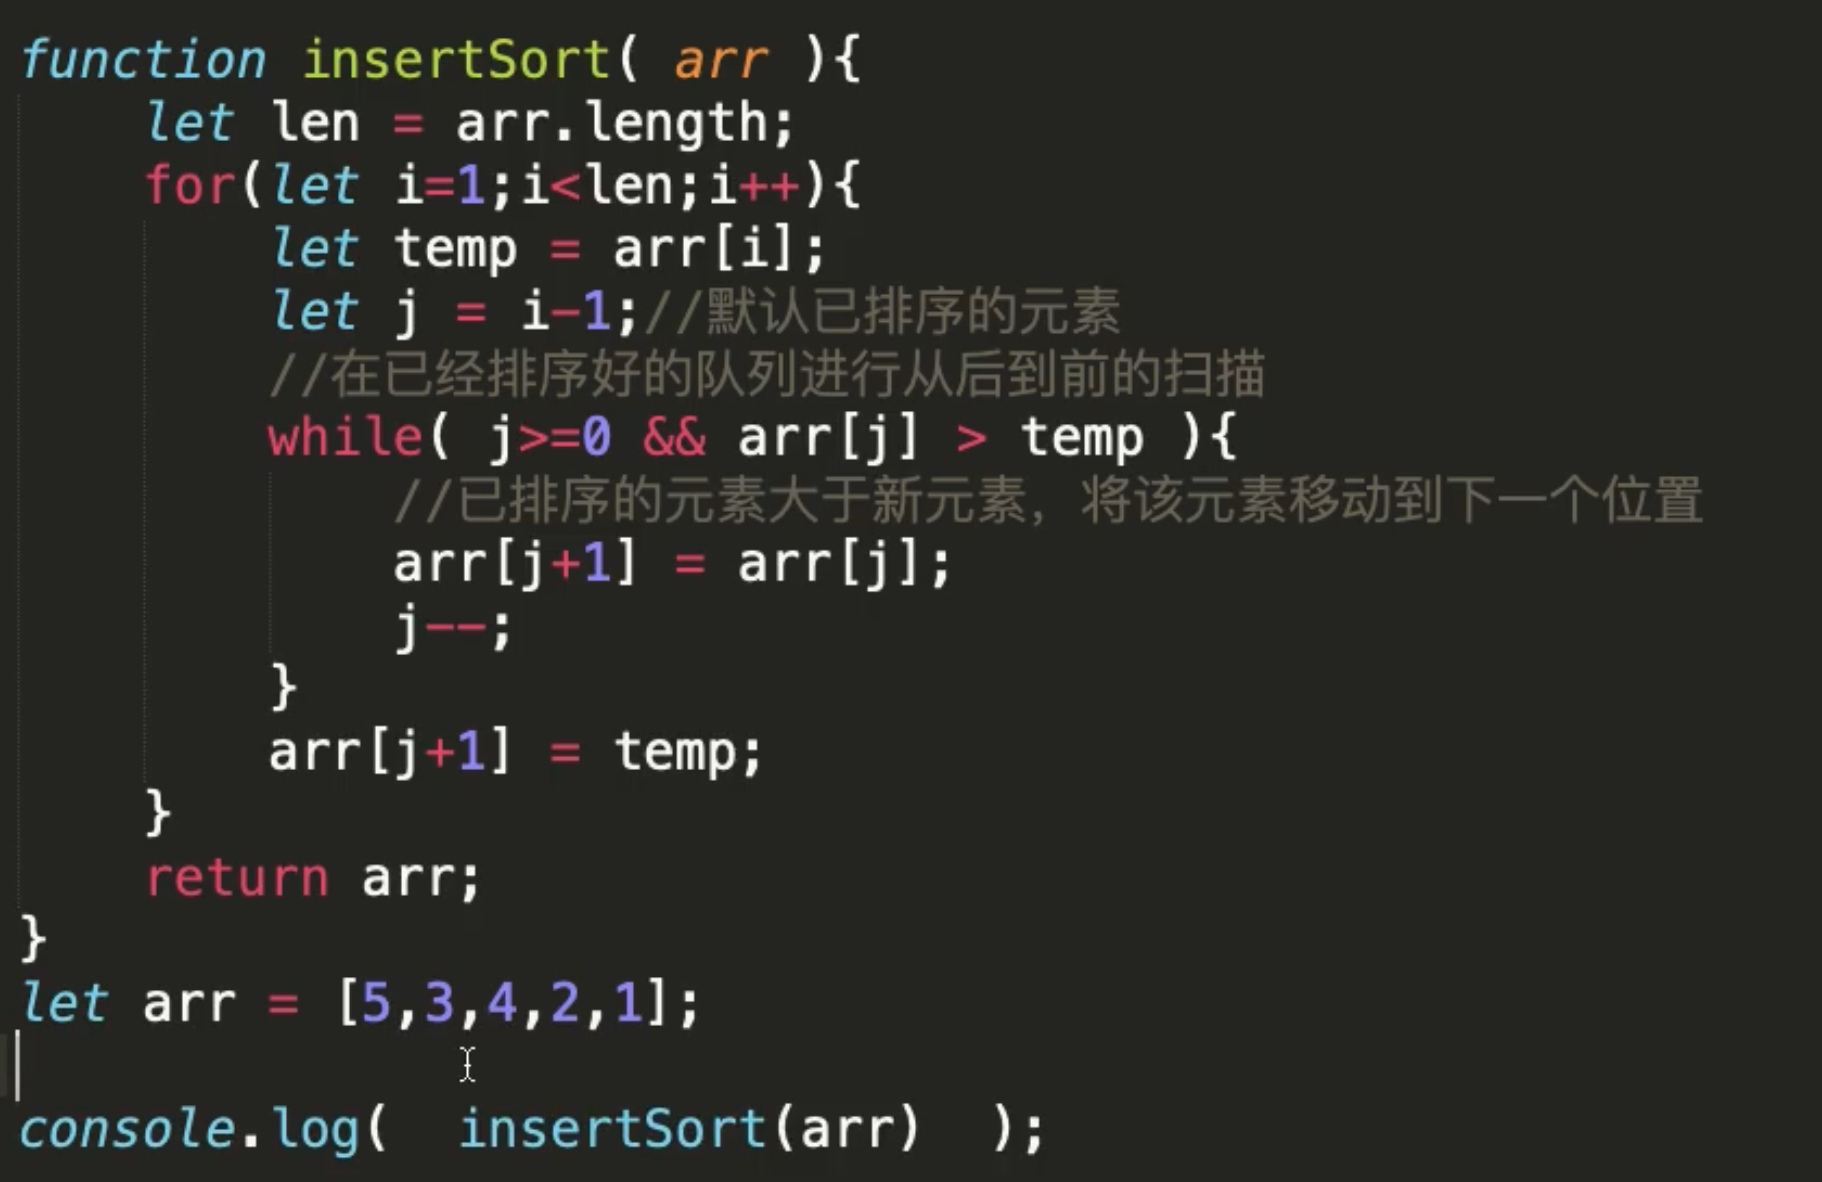 function insertSort( arr ){
    let len = arr.length;
    for(let i=1;i<len;i++){
        let temp = arr[i];
        let j = i-1;//默认已排序的元素
        //在已经排序好的队列进行从后到前的扫描
        while( j>=0 && arr[j] > temp ){
            //已排序的元素大于新元素，将该元素移动到下一个位置
            arr[j+1] = arr[j];
            j--;
        }
        arr[j+1] = temp;
    }
    return arr;
}
let arr = [5,3,4,2,1];
console.log(  insertSort(arr)  );